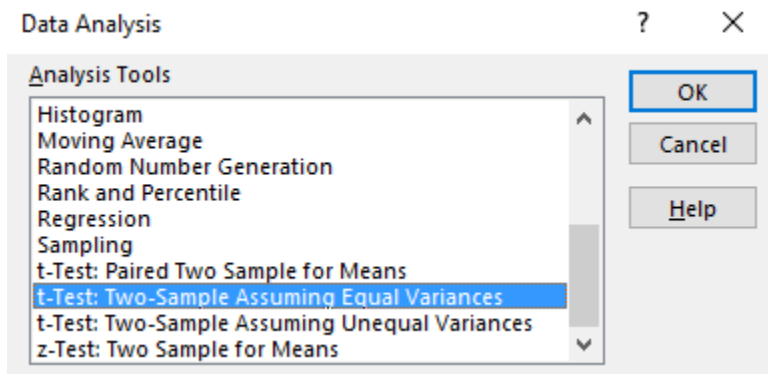 Data Analysis ? ×
Analysis Tools
Histogram
Moving Average
Random Number Generation
Rank and Percentile
Regression
Sampling
t-Test: Paired Two Sample for Means
t-Test: Two-Sample Assuming Equal Variances
t-Test: Two-Sample Assuming Unequal Variances
z-Test: Two Sample for Means
OK
Cancel
Help